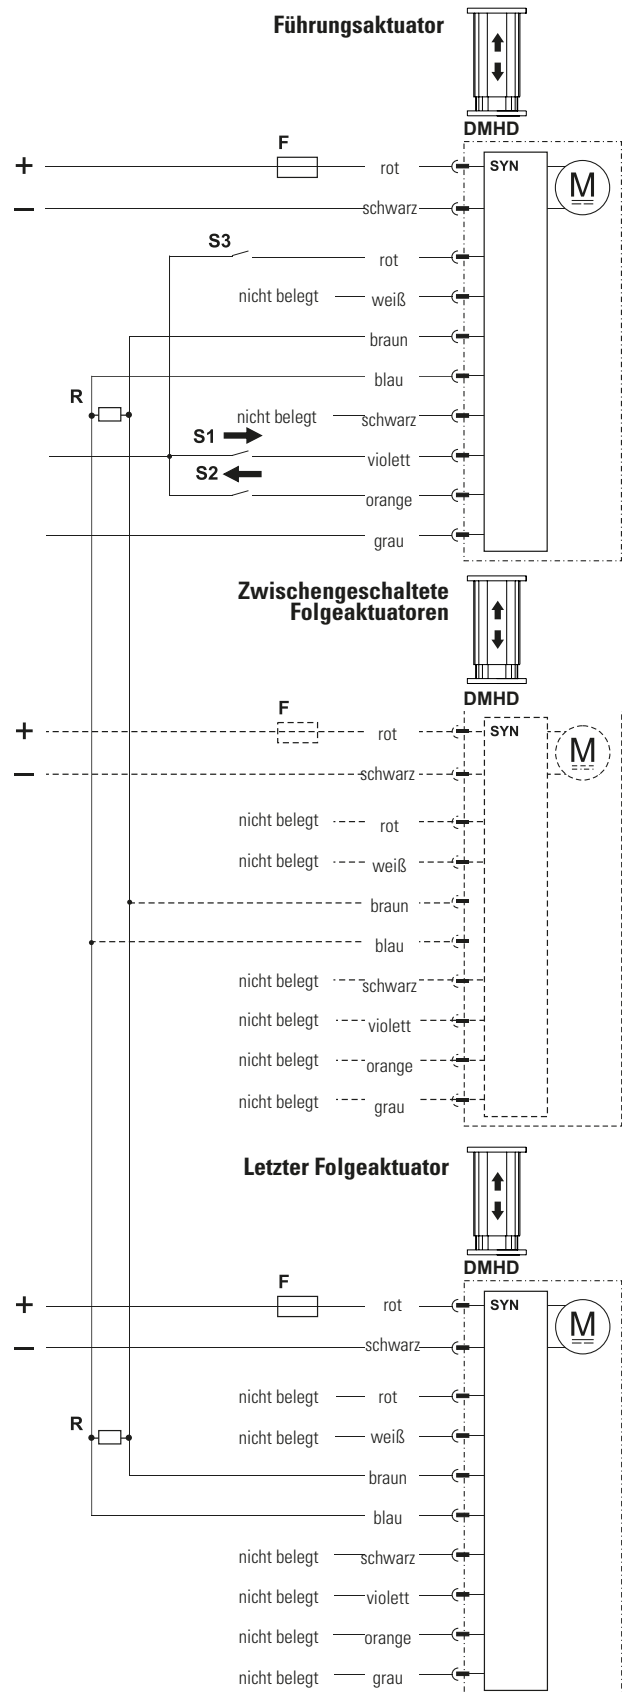 Führungsaktuator
DMHD
F
+ rot SYN M
– schwarz
S3
rot
nicht belegt weiß
braun
blau
R
nicht belegt schwarz
S1
violett
S2
orange
grau
Zwischengeschaltete
Folgeaktuatoren
DMHD
F
+ rot SYN M
– schwarz
nicht belegt rot
nicht belegt weiß
braun
blau
nicht belegt schwarz
nicht belegt violett
nicht belegt orange
nicht belegt grau
Letzter Folgeaktuator
DMHD
F
+ rot SYN M
– schwarz
nicht belegt rot
R
nicht belegt weiß
braun
blau
nicht belegt schwarz
nicht belegt violett
nicht belegt orange
nicht belegt grau